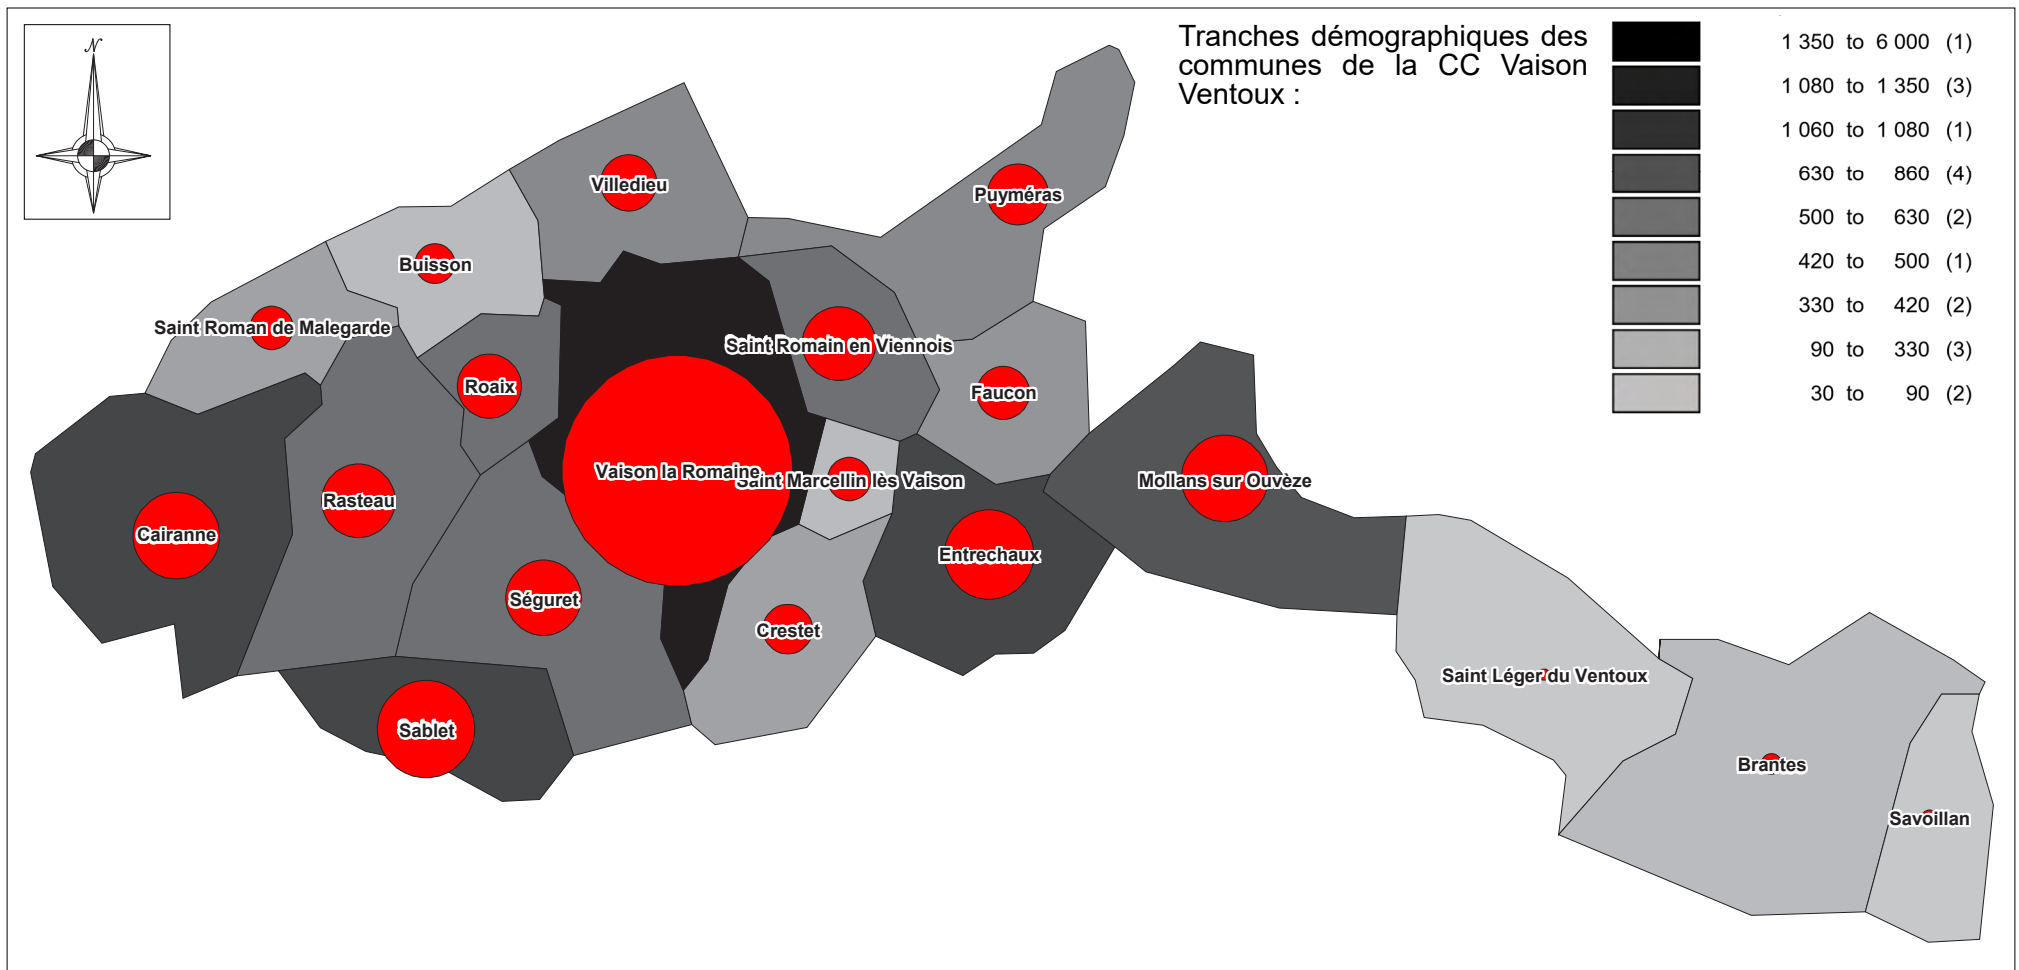 N
Tranches démographiques des
communes de la CC Vaison
Ventoux :
1 350 to 6 000 (1)
1 080 to 1 350 (3)
1 060 to 1 080 (1)
630 to 860 (4)
500 to 630 (2)
420 to 500 (1)
330 to 420 (2)
90 to 330 (3)
30 to 90 (2)
Villedieu
Puyméras
Buisson
Saint Roman de Malegarde
Saint Romain en Viennois
Roaix
Faucon
Vaison la Romaine
Saint Marcellin lès Vaison
Mollans sur Ouvèze
Rasteau
Cairanne
Entrechaux
Séguret
Crestet
Saint Léger du Ventoux
Sablet
Brantes
Savoillan